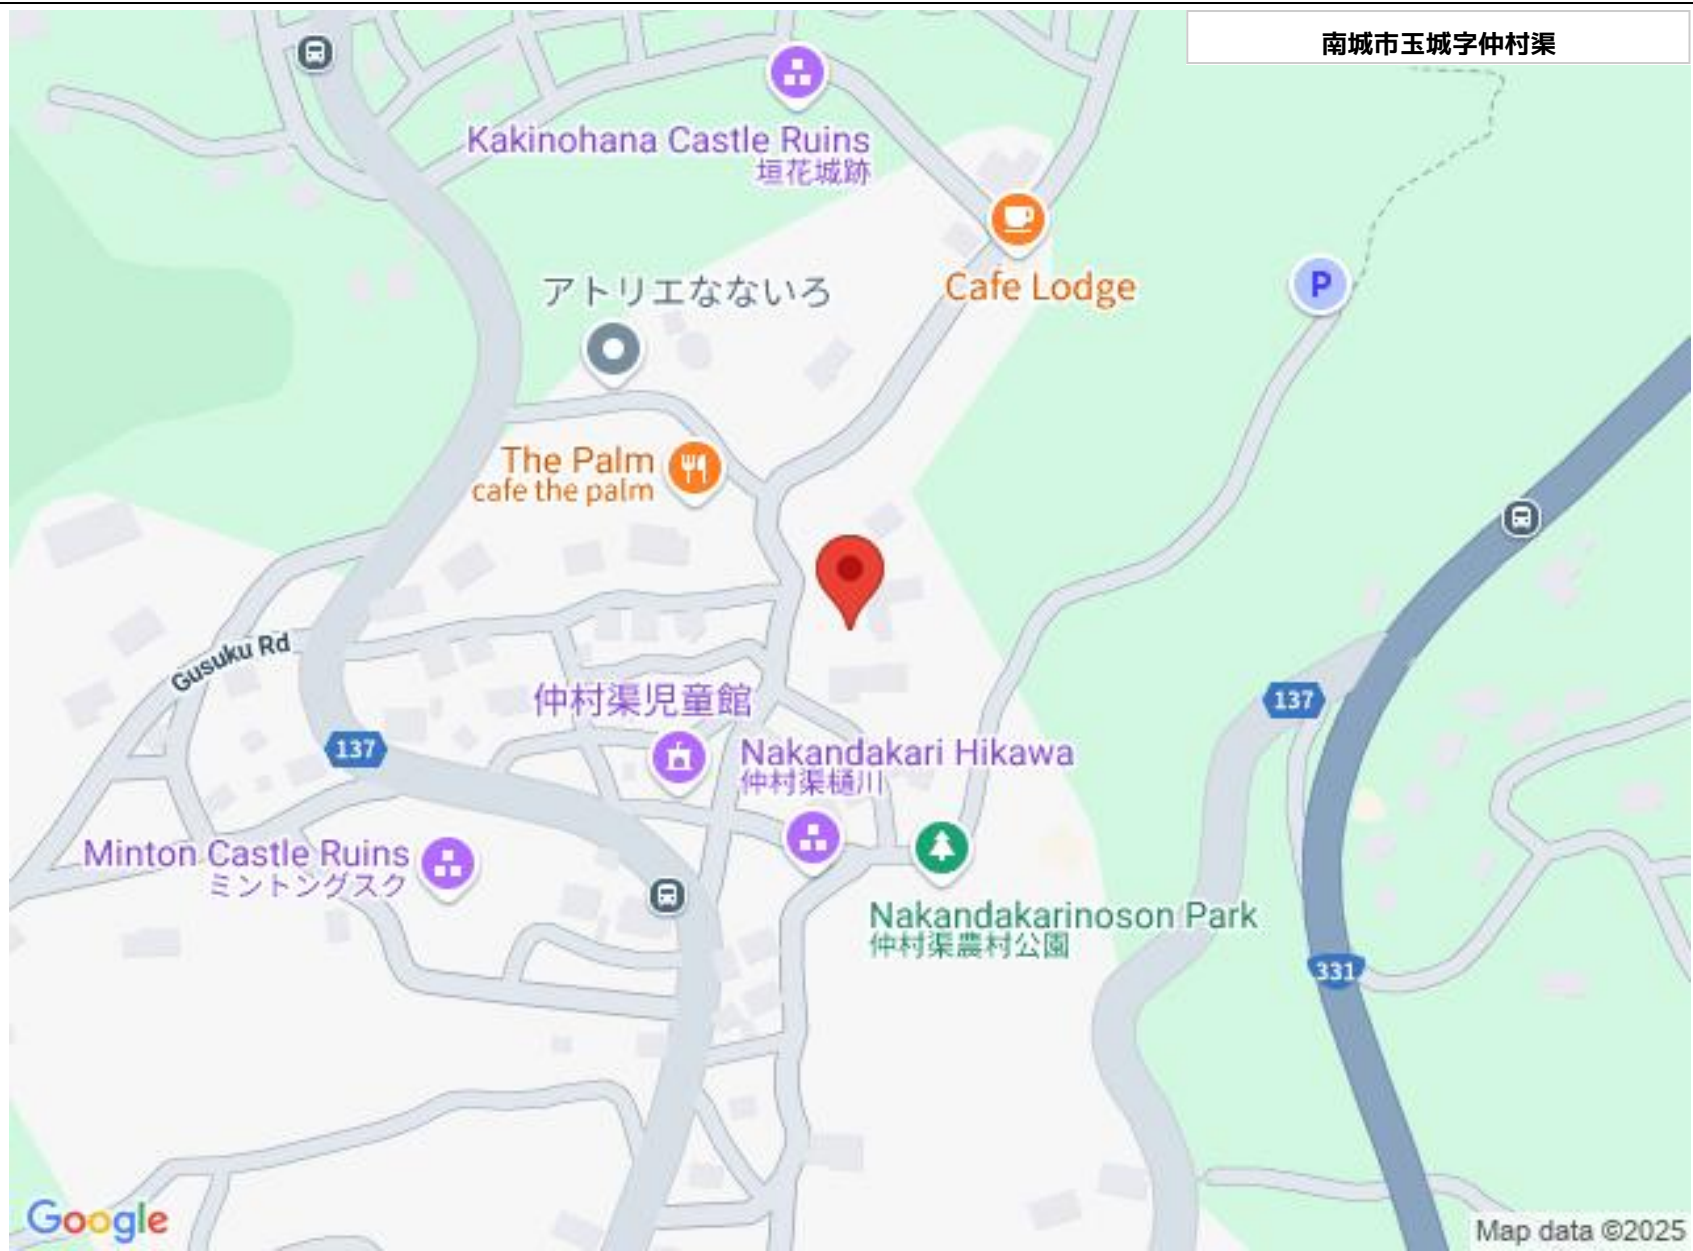 南城市玉城字仲村渠
Kakinohana Castle Ruins
垣花城跡
Cafe Lodge
P
アトリエなないろ
The Palm
cafe the palm
Gusuku Rd
仲村渠児童館
137
137
Nakandakari Hikawa
仲村渠樋川
Minton Castle Ruins
ミントングスク
Nakandakarinoson Park
仲村渠農村公園
331
Google
Map data ©2025